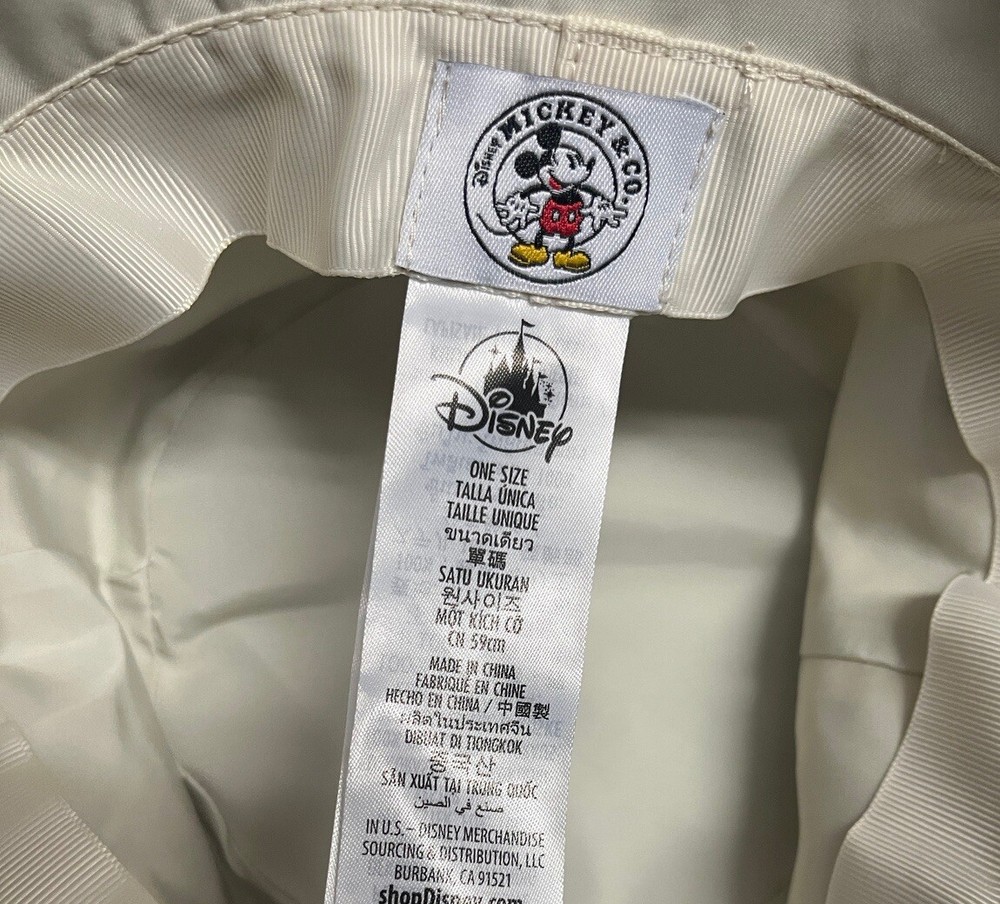 DISNEY MICKEY & CO.
DISNEY
ONE SIZE
TALLA ÚNICA
TAILLE UNIQUE
ขนาดเดียว
單碼
SATU UKURAN
원사이즈
MỘT KÍCH CỠ
CN 59cm
MADE IN CHINA
FABRIQUÉ EN CHINE
HECHO EN CHINA / 中國製
ผลิตในประเทศจีน
DIBUAT DI TIONGKOK
중국산
SẢN XUẤT TẠI TRUNG QUỐC
صنع في الصين
IN U.S. – DISNEY MERCHANDISE
SOURCING & DISTRIBUTION, LLC
BURBANK, CA 91521
shopDisney.com